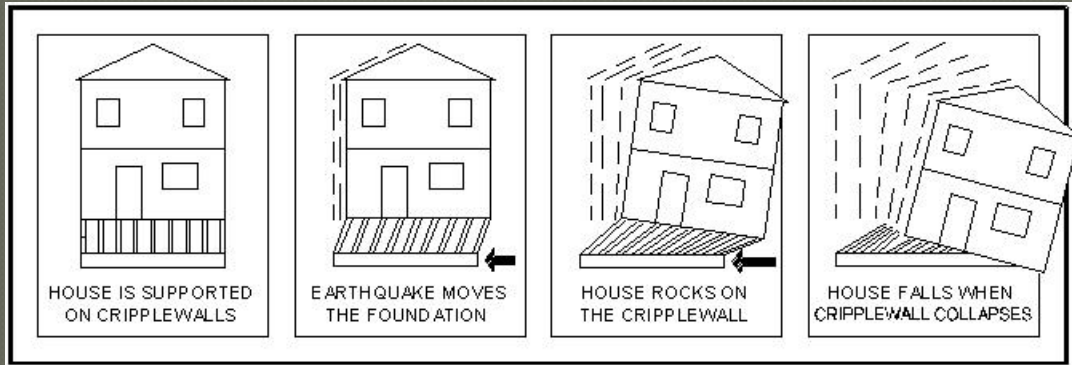 HOUSE IS SUPPORTED
ON CRIPPLEWALLS
EARTHQUAKE MOVES
THE FOUNDATION
HOUSE ROCKS ON
THE CRIPPLEWALL
HOUSE FALLS WHEN
CRIPPLEWALL COLLAPSES